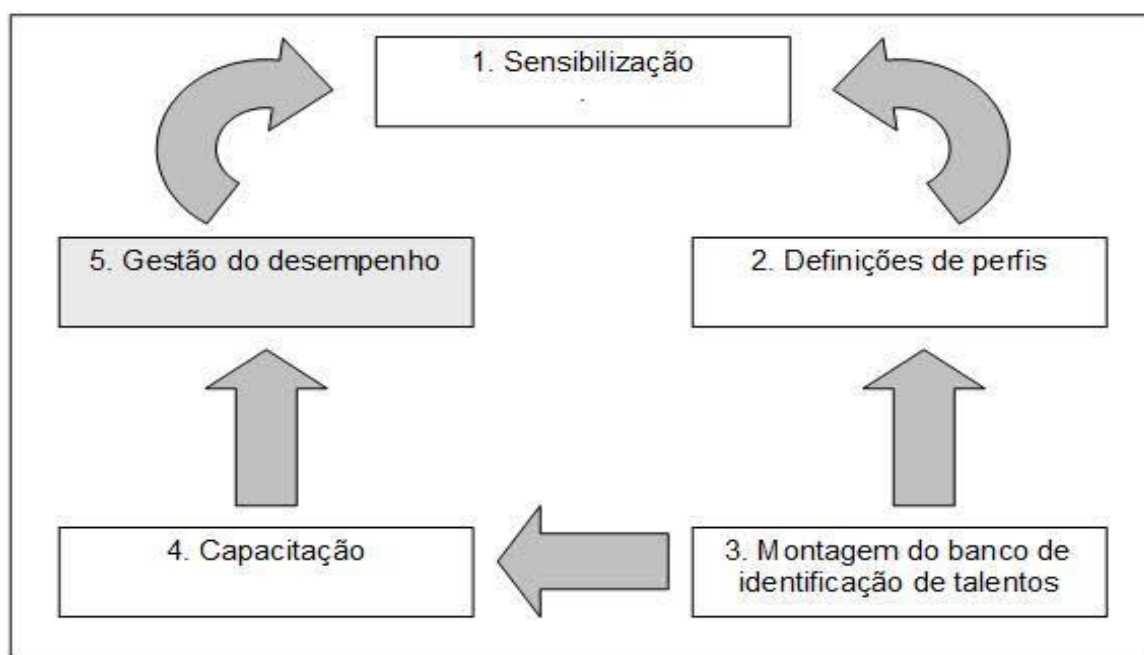 1. Sensibilização
5. Gestão do desempenho
2. Definições de perfis
4. Capacitação
3. Montagem do banco de
identificação de talentos